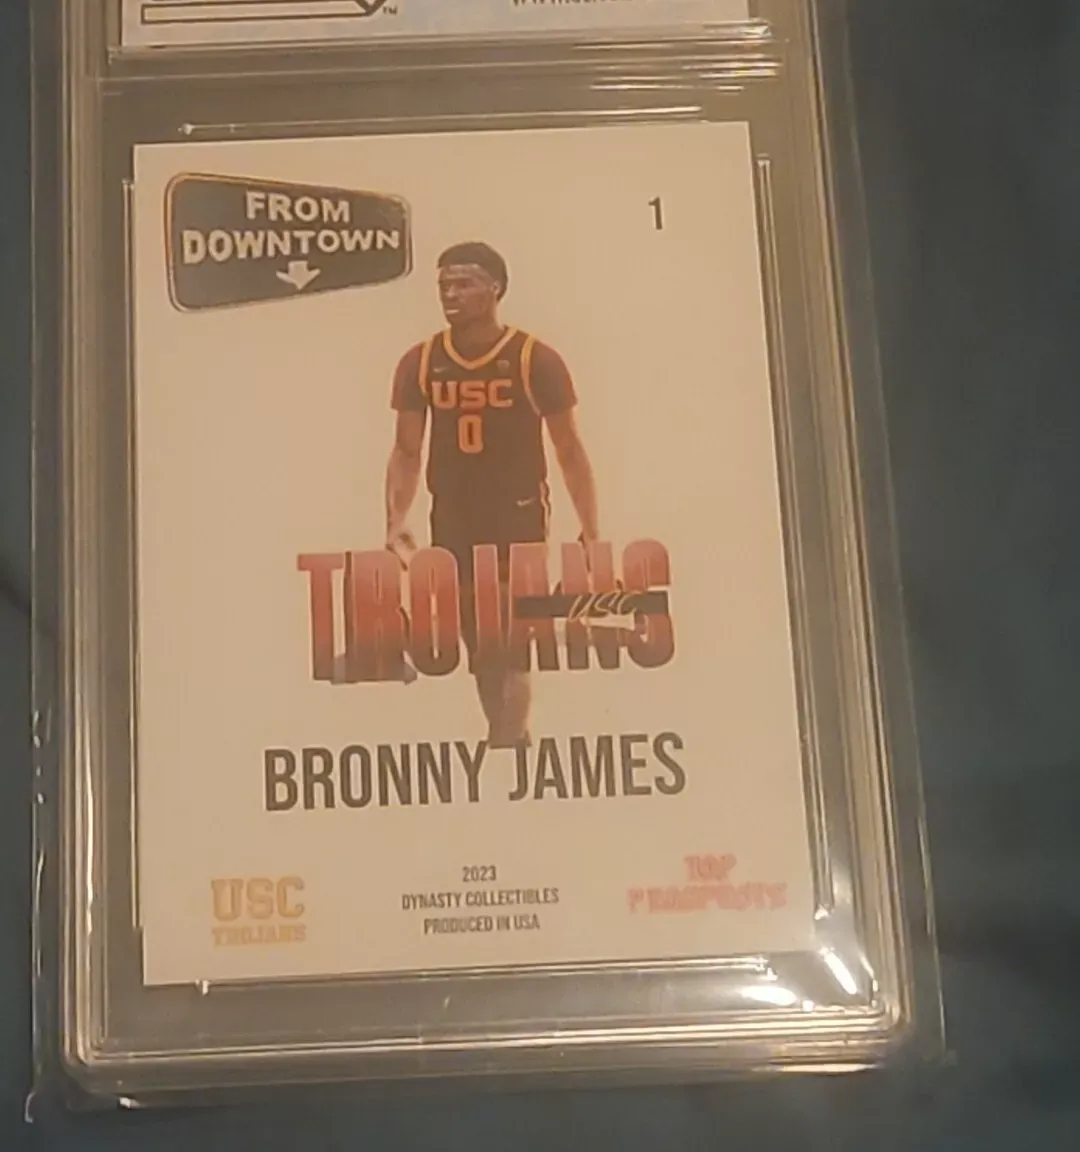 TM
FROM
DOWNTOWN
1
USC
0
TROJANS
USC
BRONNY JAMES
USC
TROJANS
2023
DYNASTY COLLECTIBLES
PRODUCED IN USA
TOP
PROSPECTS